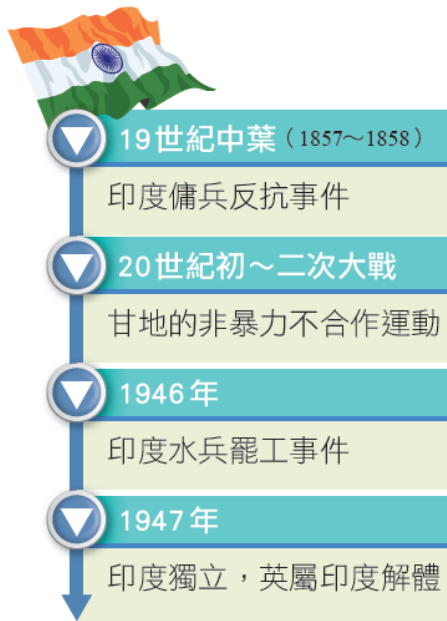 19世紀中葉（1857～1858）
印度傭兵反抗事件
20世紀初～二次大戰
甘地的非暴力不合作運動
1946年
印度水兵罷工事件
1947年
印度獨立，英屬印度解體